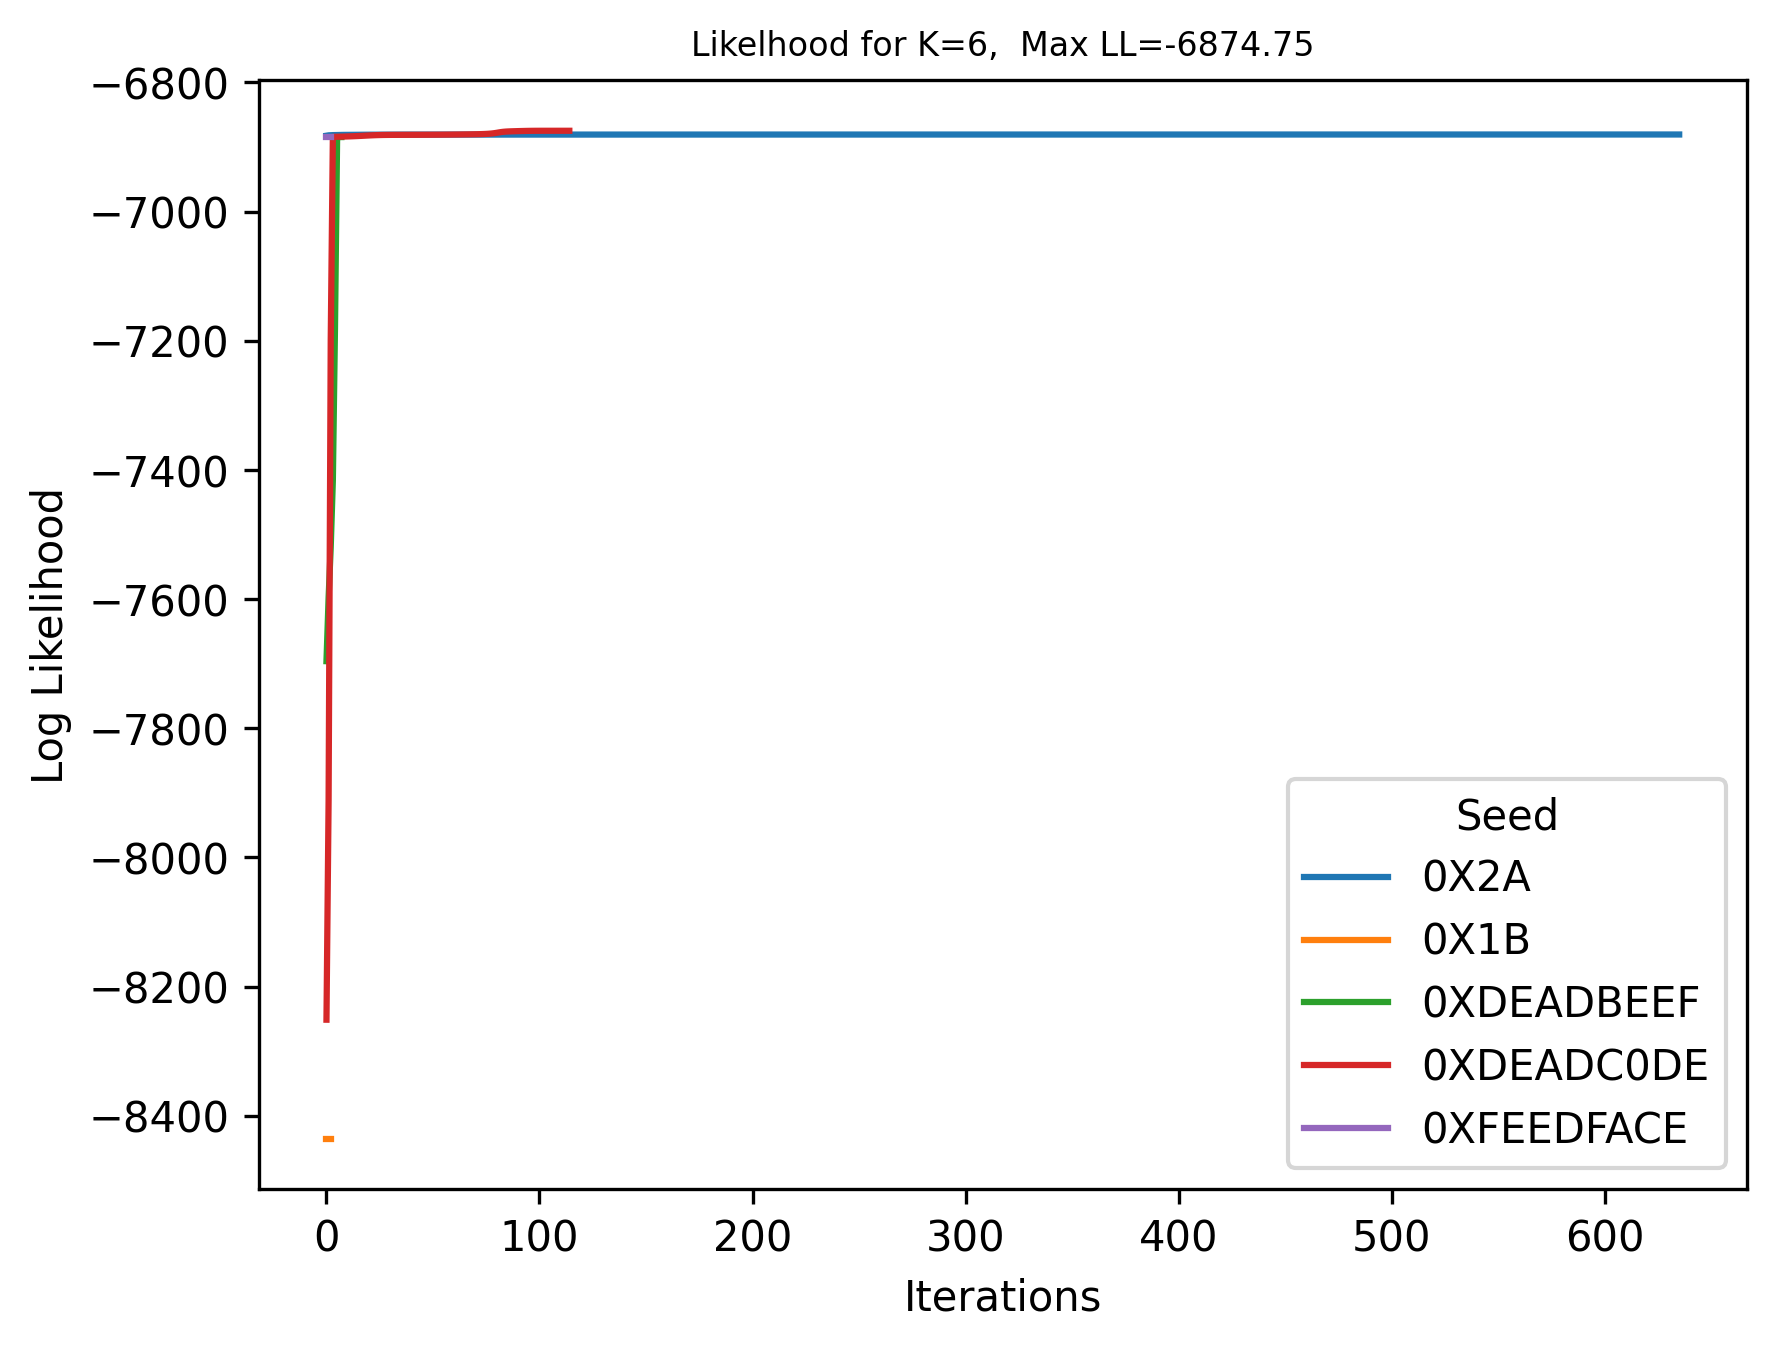 Likelhood for K=6,  Max LL=-6874.75
−6800
−7000
−7200
−7400
−7600
−7800
−8000
−8200
−8400
Log Likelihood
Seed
0X2A
0X1B
0XDEADBEEF
0XDEADC0DE
0XFEEDFACE
0 100 200 300 400 500 600
Iterations